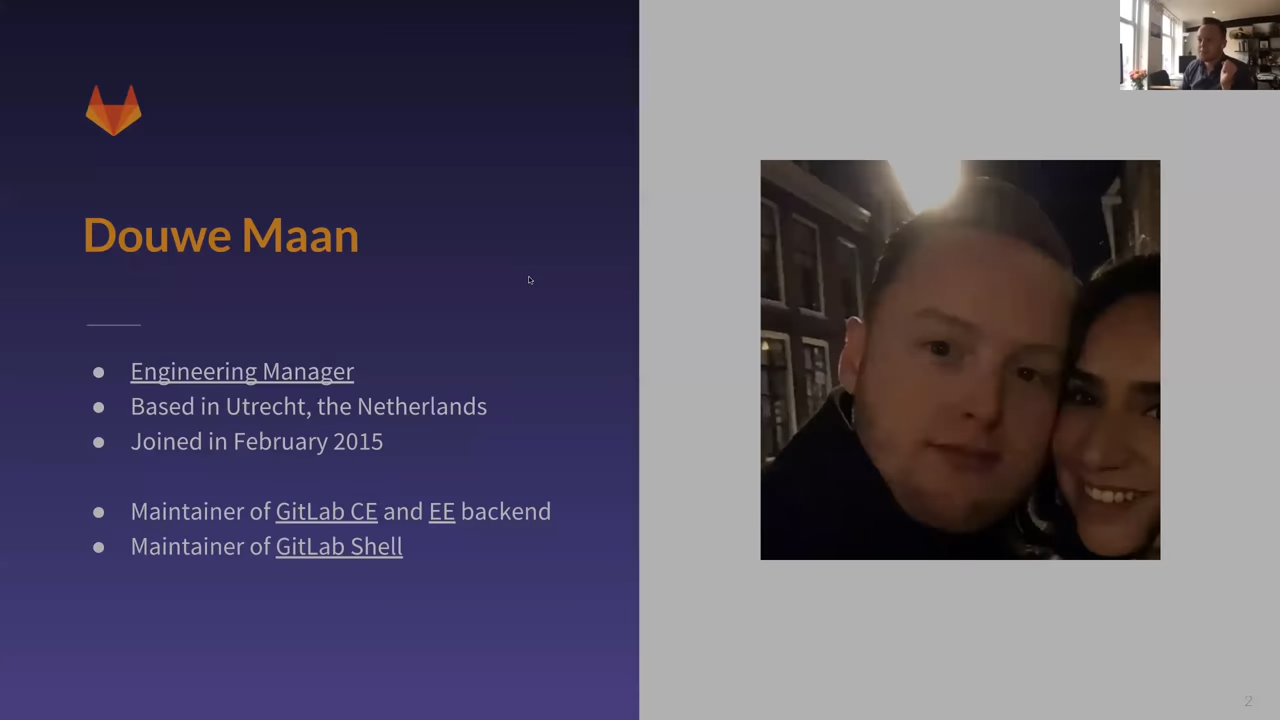 Douwe Maan
● Engineering Manager
● Based in Utrecht, the Netherlands
● Joined in February 2015
● Maintainer of GitLab CE and EE backend
● Maintainer of GitLab Shell
2